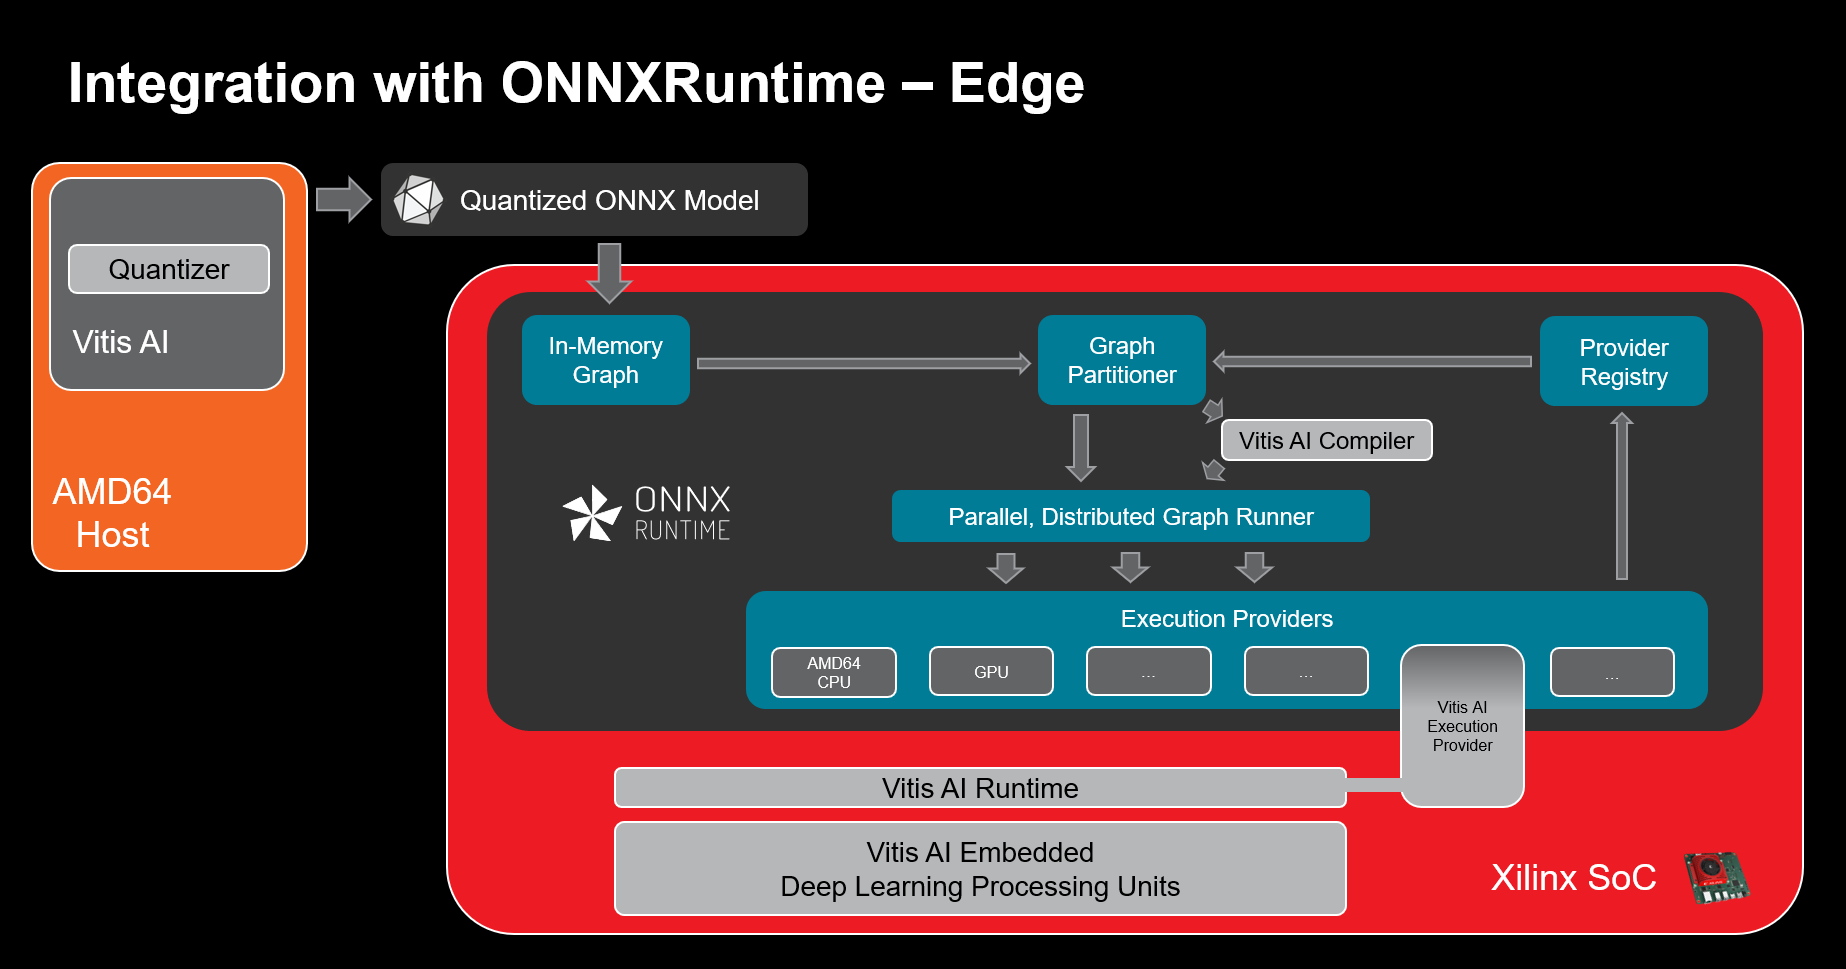 Integration with ONNXRuntime – Edge
Quantizer
Vitis AI
AMD64
Host
Quantized ONNX Model
In-Memory
Graph
Graph
Partitioner
Provider
Registry
Vitis AI Compiler
ONNX
RUNTIME
Parallel, Distributed Graph Runner
Execution Providers
AMD64
CPU
GPU
...
...
Vitis AI
Execution
Provider
...
Vitis AI Runtime
Vitis AI Embedded
Deep Learning Processing Units
Xilinx SoC